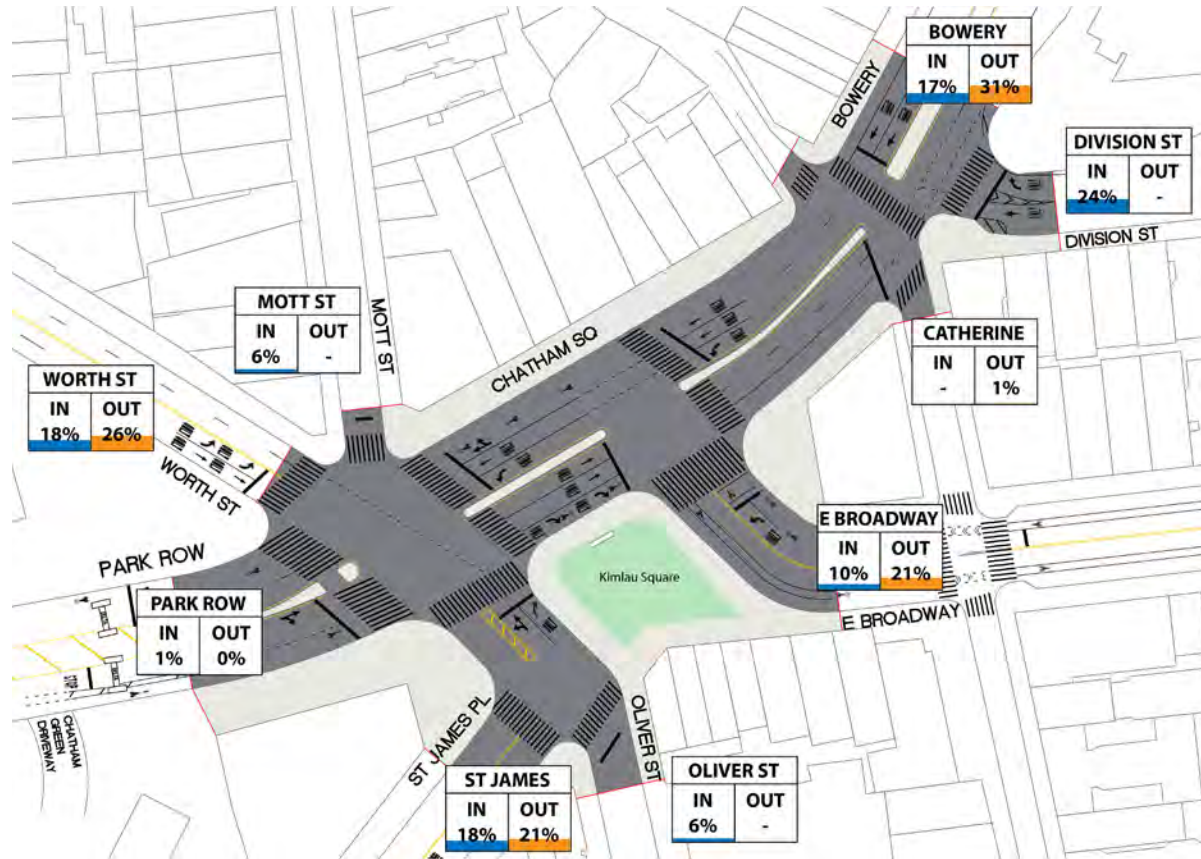 BOWERY
IN OUT
17% 31%
BOWERY
DIVISION ST
IN OUT
24% -
DIVISION ST
MOTT ST
IN OUT
6% -
MOTT ST
CHATHAM SQ
CATHERINE
IN OUT
- 1%
WORTH ST
IN OUT
18% 26%
WORTH ST
E BROADWAY
IN OUT
10% 21%
E BROADWAY
Kimlau Square
PARK ROW
PARK ROW
IN OUT
1% 0%
STOP
CHATHAM
GREEN
DRIVEWAY
ST JAMES PL
OLIVER ST
ST JAMES
IN OUT
18% 21%
OLIVER ST
IN OUT
6% -